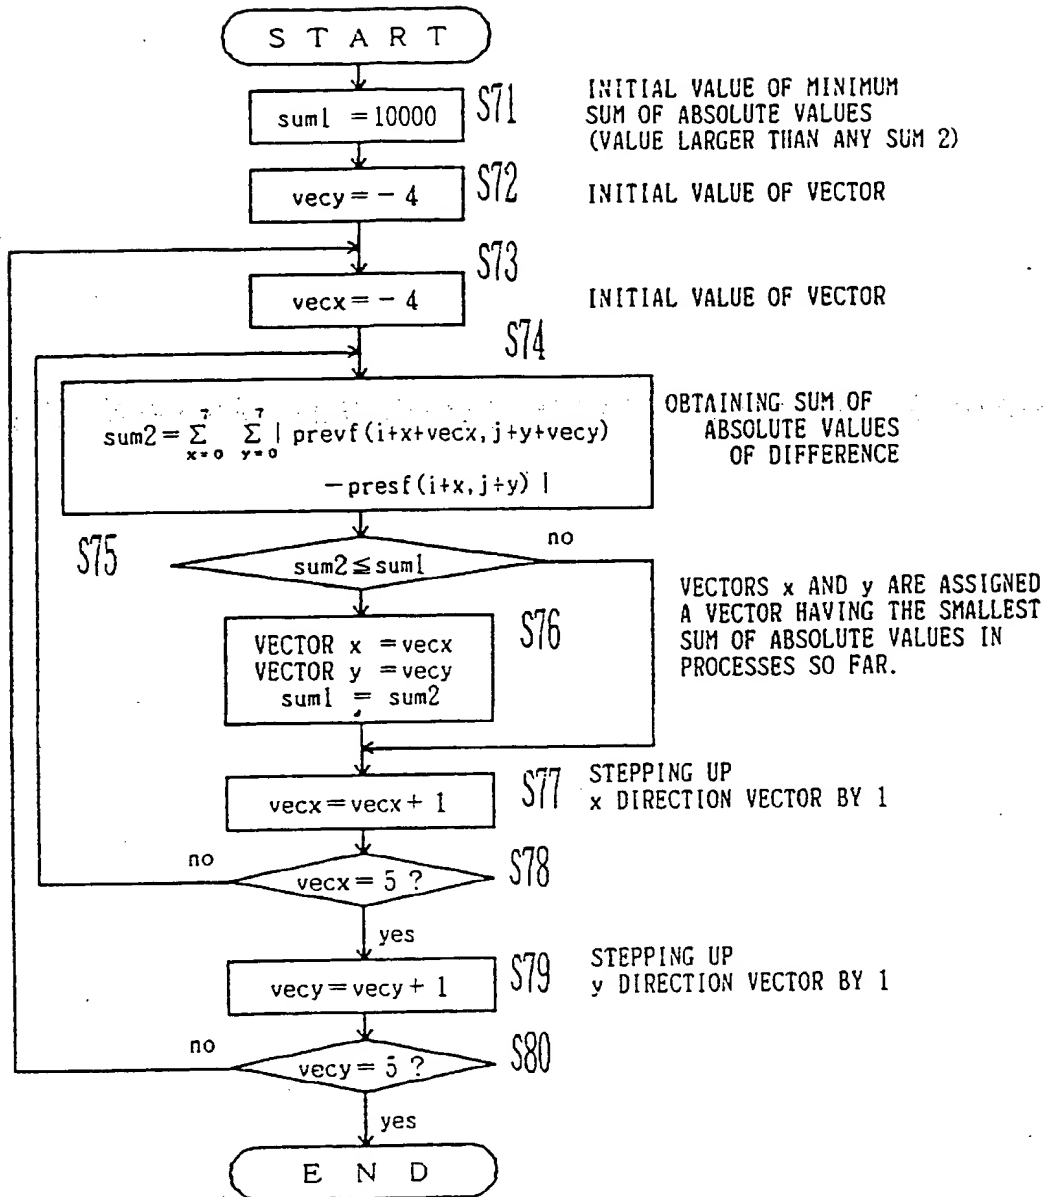 START
sum1 = 10000
S71
INITIAL VALUE OF MINIMUM
SUM OF ABSOLUTE VALUES
(VALUE LARGER THAN ANY SUM 2)
vecy = - 4
S72
INITIAL VALUE OF VECTOR
S73
vecx = - 4
INITIAL VALUE OF VECTOR
S74
sum2 = Σ(x=0 to 7) Σ(y=0 to 7) | prevf(i+x+vecx, j+y+vecy)
- presf(i+x, j+y) |
OBTAINING SUM OF
ABSOLUTE VALUES
OF DIFFERENCE
S75
sum2 ≦ sum1
no
VECTORS x AND y ARE ASSIGNED
A VECTOR HAVING THE SMALLEST
SUM OF ABSOLUTE VALUES IN
PROCESSES SO FAR.
S76
VECTOR x = vecx
VECTOR y = vecy
sum1 = sum2
vecx = vecx + 1
S77
STEPPING UP
x DIRECTION VECTOR BY 1
no
vecx = 5 ?
S78
yes
vecy = vecy + 1
S79
STEPPING UP
y DIRECTION VECTOR BY 1
no
vecy = 5 ?
S80
yes
END